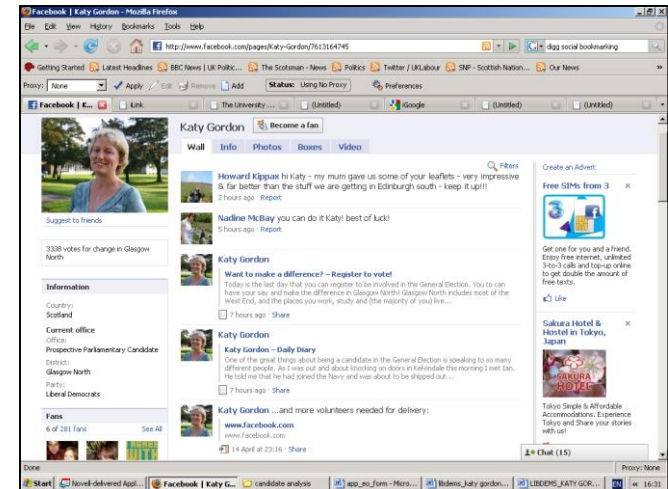 Facebook | Katy Gordon - Mozilla Firefox
File Edit View History Bookmarks Tools Help
http://www.facebook.com/pages/Katy-Gordon/7613164745
digg social bookmarking
Getting Started Latest Headlines BBC News | UK Politic... The Scotsman - News Politics Twitter / UKLabour SNP - Scottish Nation... Our News
Proxy: None Apply Edit Remove Add Status: Using No Proxy Preferences
Facebook | K... Link The University ... (Untitled) iGoogle (Untitled) (Untitled)
Katy Gordon Become a fan
Wall Info Photos Boxes Video
Filters
Howard Kippax hi Katy - my mum gave us some of your leaflets - very impressive
& far better than the stuff we are getting in Edinburgh south - keep it up!!!
2 hours ago · Report
Nadine McBay you can do it Katy! best of luck!
5 hours ago · Report
Katy Gordon
Want to make a difference? – Register to vote!
Today is the last day that you can register to be involved in the General Election. You to can
have your say and make the difference in Glasgow North! Glasgow North includes most of the
West End, and the places you work, study and (the majority of you) live...
7 hours ago · Share
Katy Gordon
Katy Gordon – Daily Diary
One of the great things about being a candidate in the General Election is speaking to so many
different people. As I was out and about knocking on doors in Kelvindale this morning I met Ian.
He told me that he had joined the Navy and was about to be shipped out...
7 hours ago · Share
Katy Gordon ...and more volunteers needed for delivery:
www.facebook.com
www.facebook.com
14 April at 23:16 · Share
Suggest to friends
3338 votes for change in Glasgow
North
Information
Country:
Scotland
Current office
Office:
Prospective Parliamentary Candidate
District:
Glasgow North
Party:
Liberal Democrats
Fans
6 of 281 fans See All
Create an Advert
Free SIMs from 3
3
Get one for you and a friend.
Enjoy free internet, unlimited
3-to-3 calls and top-up online
to get double the amount of
free texts.
Like
Sakura Hotel &
Hostel in Tokyo,
Japan
SAKURA
HOTEL
Tokyo Simple & Affordable
Accommodations. Experience
Tokyo and Share your stories
with us!
Chat (15)
Done Proxy: None
Start Novell-delivered Appl... Facebook | Katy G... candidate analysis app_eo_form - Micro... libdems_katy gordon... LIBDEMS_KATY GOR... EN 16:31